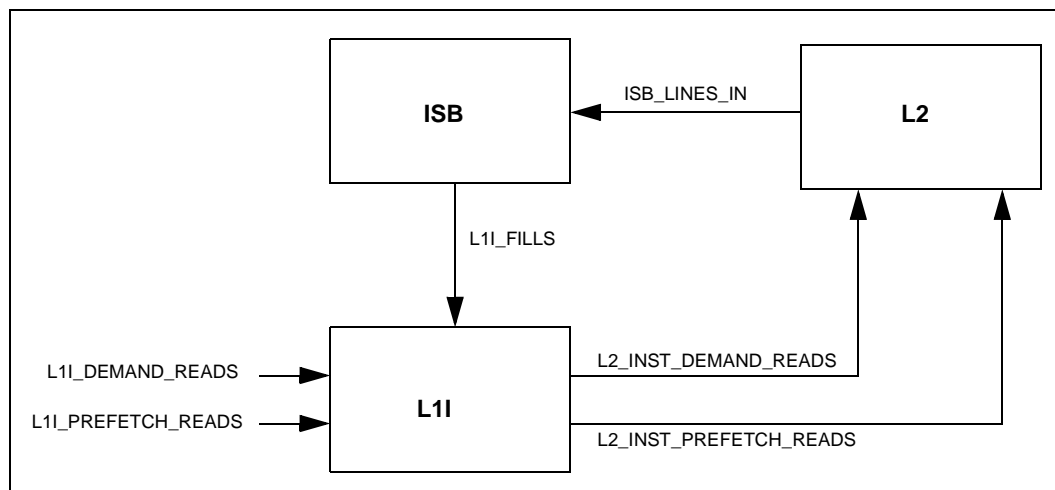 ISB_LINES_IN
ISB
L2
L1I_FILLS
L1I_DEMAND_READS
L2_INST_DEMAND_READS
L1I
L1I_PREFETCH_READS
L2_INST_PREFETCH_READS